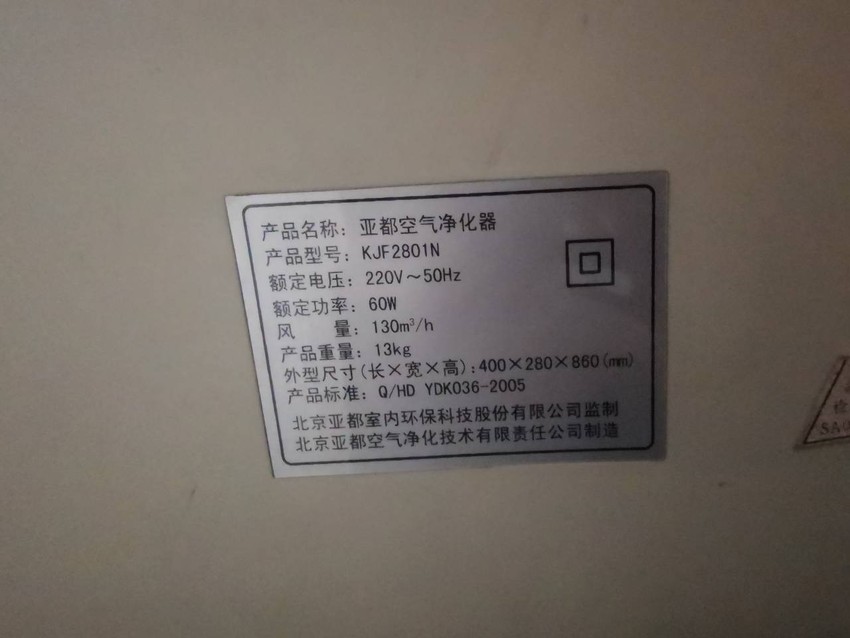 产品名称：亚都空气净化器
产品型号：KJF2801N
额定电压：220V～50Hz
额定功率：60W
风　　量：130m³/h
产品重量：13kg
外型尺寸(长×宽×高):400×280×860(mm)
产品标准：Q/HD YDK036-2005
北京亚都室内环保科技股份有限公司监制
北京亚都空气净化技术有限责任公司制造